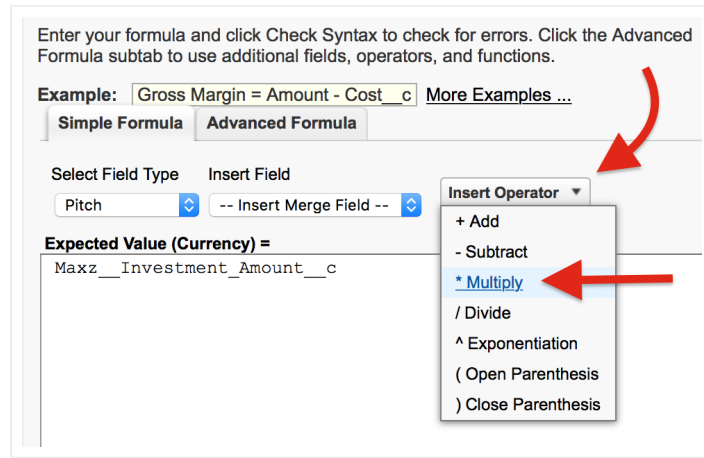 Enter your formula and click Check Syntax to check for errors. Click the Advanced
Formula subtab to use additional fields, operators, and functions.
Example: Gross Margin = Amount - Cost__c More Examples ...
Simple Formula Advanced Formula
Select Field Type Insert Field
Pitch -- Insert Merge Field -- Insert Operator
+ Add
Expected Value (Currency) =
- Subtract
Maxz__Investment_Amount__c
* Multiply
/ Divide
^ Exponentiation
( Open Parenthesis
) Close Parenthesis